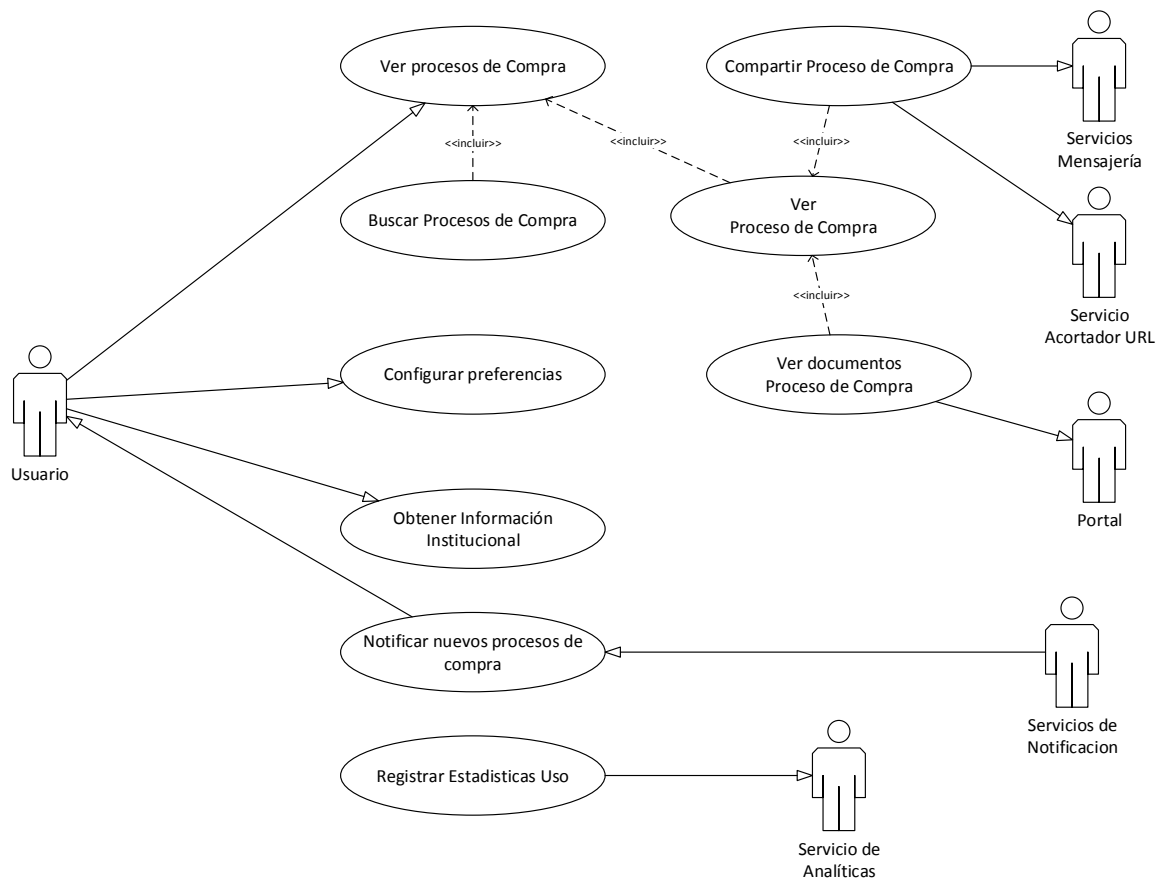 Ver procesos de Compra
Compartir Proceso de Compra
Servicios
Mensajería
<<incluir>>
<<incluir>>
<<incluir>>
Buscar Procesos de Compra
Ver
Proceso de Compra
Servicio
Acortador URL
<<incluir>>
Configurar preferencias
Ver documentos
Proceso de Compra
Usuario
Portal
Obtener Información
Institucional
Notificar nuevos procesos de
compra
Servicios de
Notificacion
Registrar Estadisticas Uso
Servicio de
Analíticas